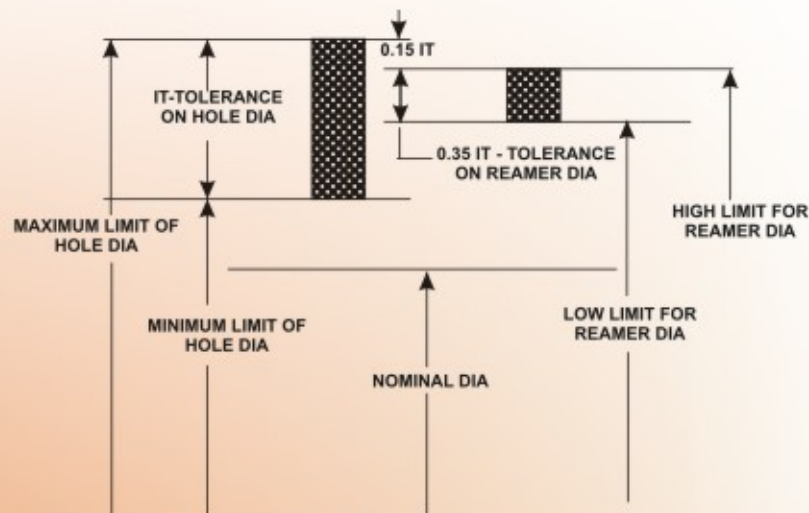 0.15 IT
IT-TOLERANCE
ON HOLE DIA
0.35 IT - TOLERANCE
ON REAMER DIA
MAXIMUM LIMIT OF
HOLE DIA
HIGH LIMIT FOR
REAMER DIA
MINIMUM LIMIT OF
HOLE DIA
LOW LIMIT FOR
REAMER DIA
NOMINAL DIA